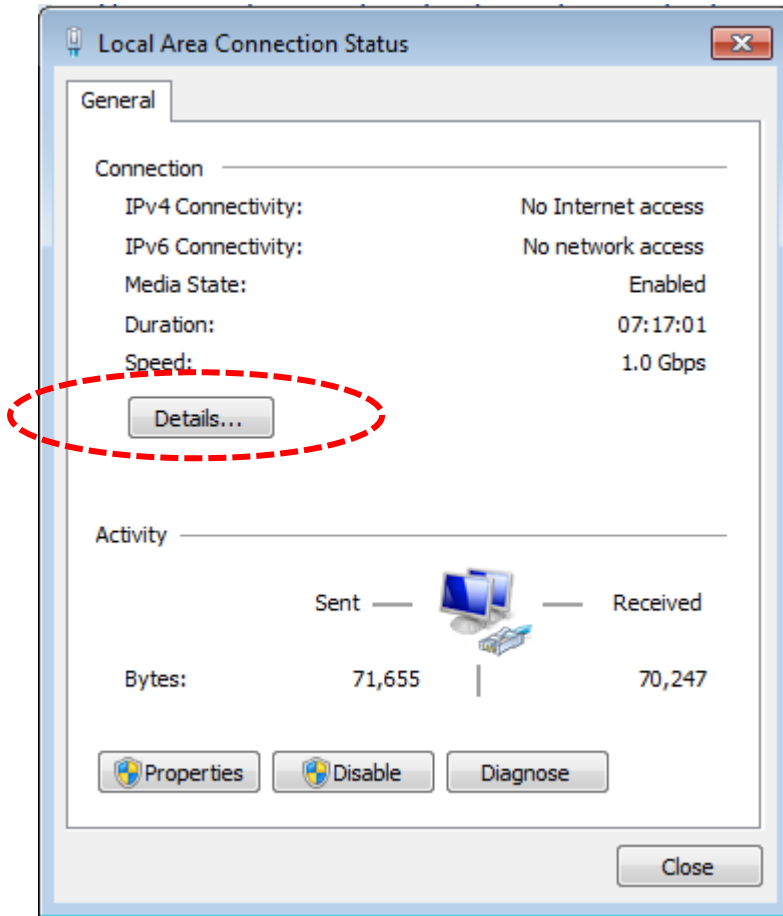 Local Area Connection Status
General
Connection
IPv4 Connectivity: No Internet access
IPv6 Connectivity: No network access
Media State: Enabled
Duration: 07:17:01
Speed: 1.0 Gbps
Details...
Activity
Sent Received
Bytes: 71,655 70,247
Properties Disable Diagnose
Close